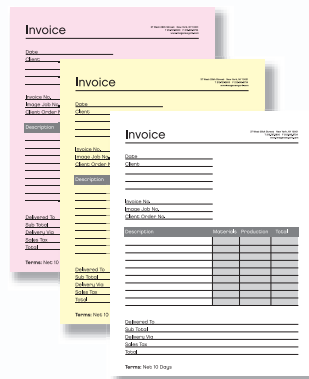 Invoice
Date
Client:
Invoice No.
Image Job No.
Client Order
Description
Delivered To
Sub Total
Delivery Via
Sales Tax
Total
Terms: Net 10
Invoice
Date
Client:
Invoice No.
Image Job No.
Client Order
Description
Delivered To
Sub Total
Delivery Via
Sales Tax
Total
Terms: Net 10
Invoice
Date
Client:
Invoice No.
Image Job No.
Client Order No.
Description Materials Production Total
Delivered To
Sub Total
Delivery Via
Sales Tax
Total
Terms: Net 10 Days